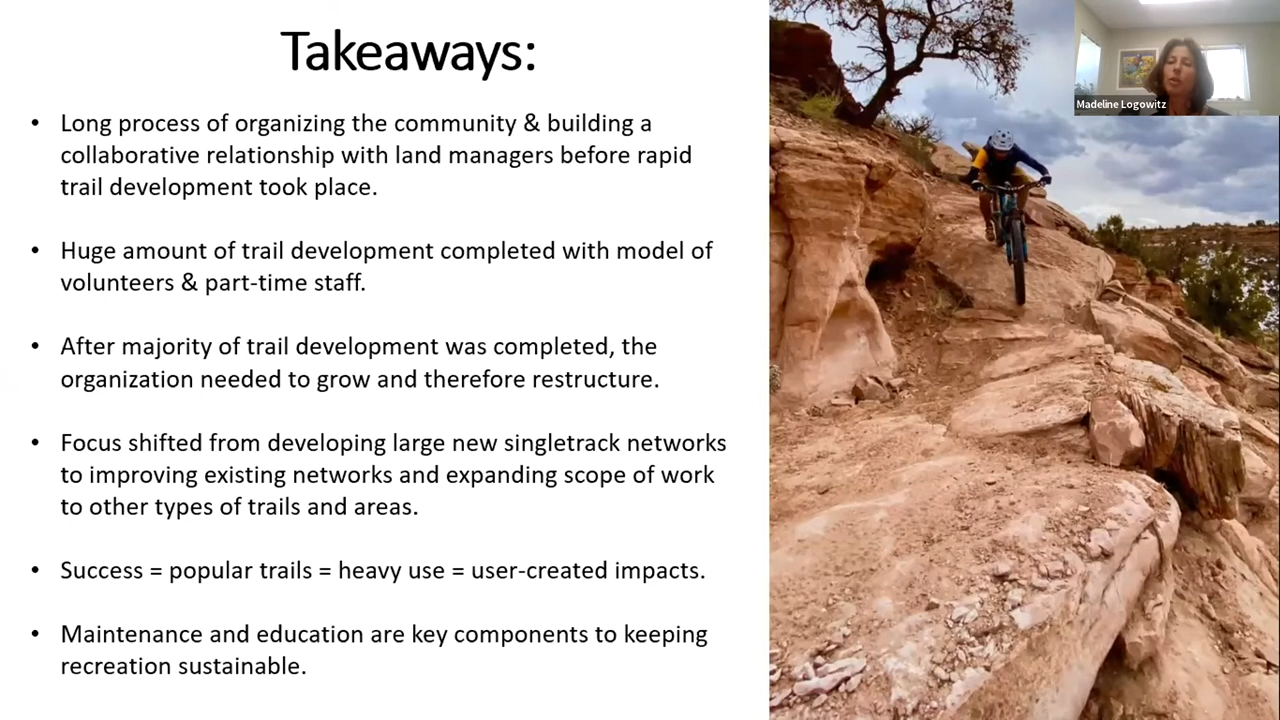 Takeaways:
Madeline Logowitz
• Long process of organizing the community & building a
collaborative relationship with land managers before rapid
trail development took place.
• Huge amount of trail development completed with model of
volunteers & part-time staff.
• After majority of trail development was completed, the
organization needed to grow and therefore restructure.
• Focus shifted from developing large new singletrack networks
to improving existing networks and expanding scope of work
to other types of trails and areas.
• Success = popular trails = heavy use = user-created impacts.
• Maintenance and education are key components to keeping
recreation sustainable.